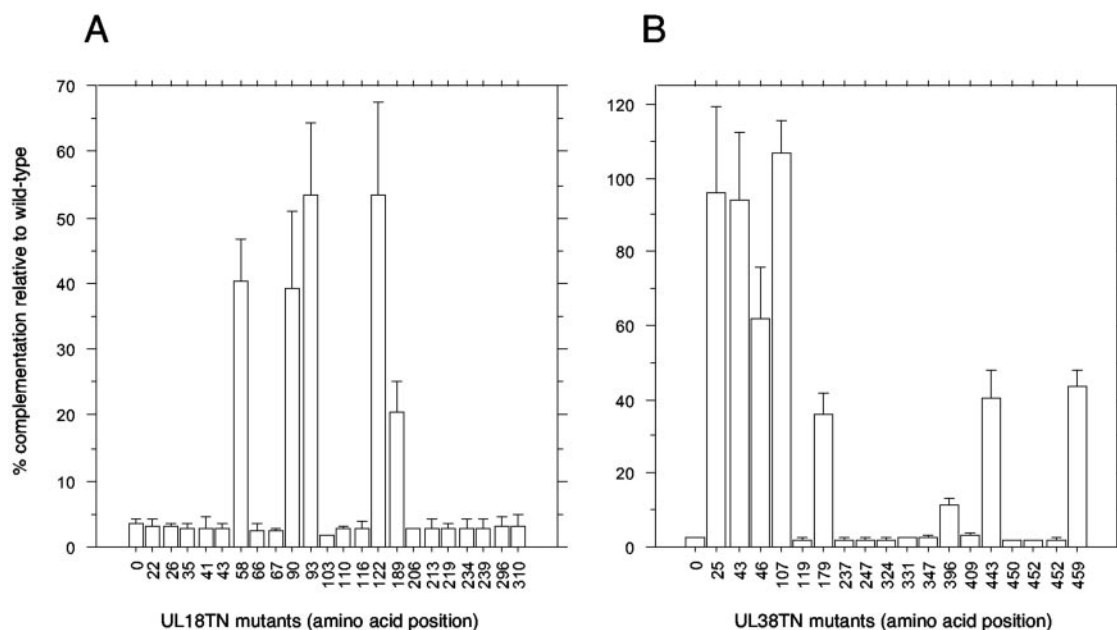 A
B
% complementation relative to wild-type
70
60
50
40
30
20
10
0
0 22 26 35 41 43 58 66 67 90 93 103 110 116 122 189 206 213 219 234 239 296 310
UL18TN mutants (amino acid position)
120
100
80
60
40
20
0
0 25 43 46 107 119 179 237 247 324 331 347 396 409 443 450 452 452 459
UL38TN mutants (amino acid position)